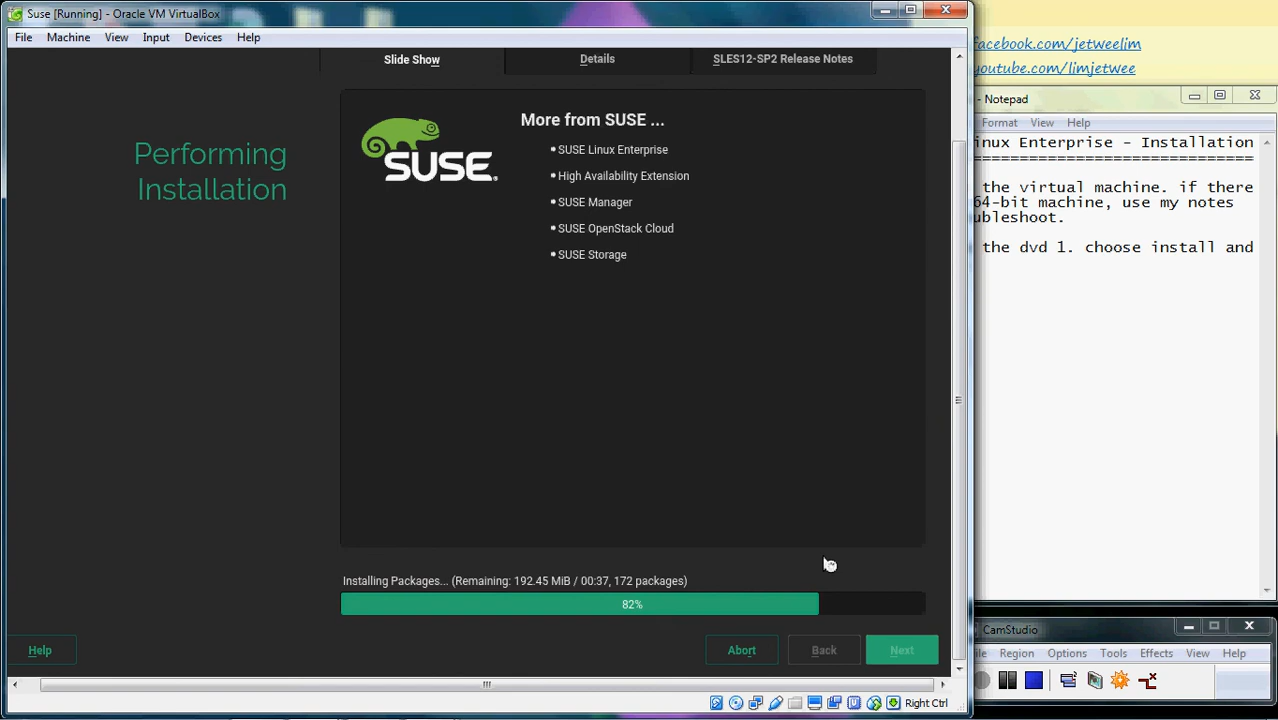 Suse [Running] - Oracle VM VirtualBox
File Machine View Input Devices Help
Slide Show Details SLES12-SP2 Release Notes
Performing
Installation
SUSE
More from SUSE ...
SUSE Linux Enterprise
High Availability Extension
SUSE Manager
SUSE OpenStack Cloud
SUSE Storage
Installing Packages... (Remaining: 192.45 MiB / 00:37, 172 packages)
82%
Help Abort Back Next
Right Ctrl
facebook.com/jetweelim
youtube.com/limjetwee
- Notepad
Format View Help
inux Enterprise - Installation
==============================
the virtual machine. if there
64-bit machine, use my notes
ubleshoot.
the dvd 1. choose install and
CamStudio
ile Region Options Tools Effects View Help